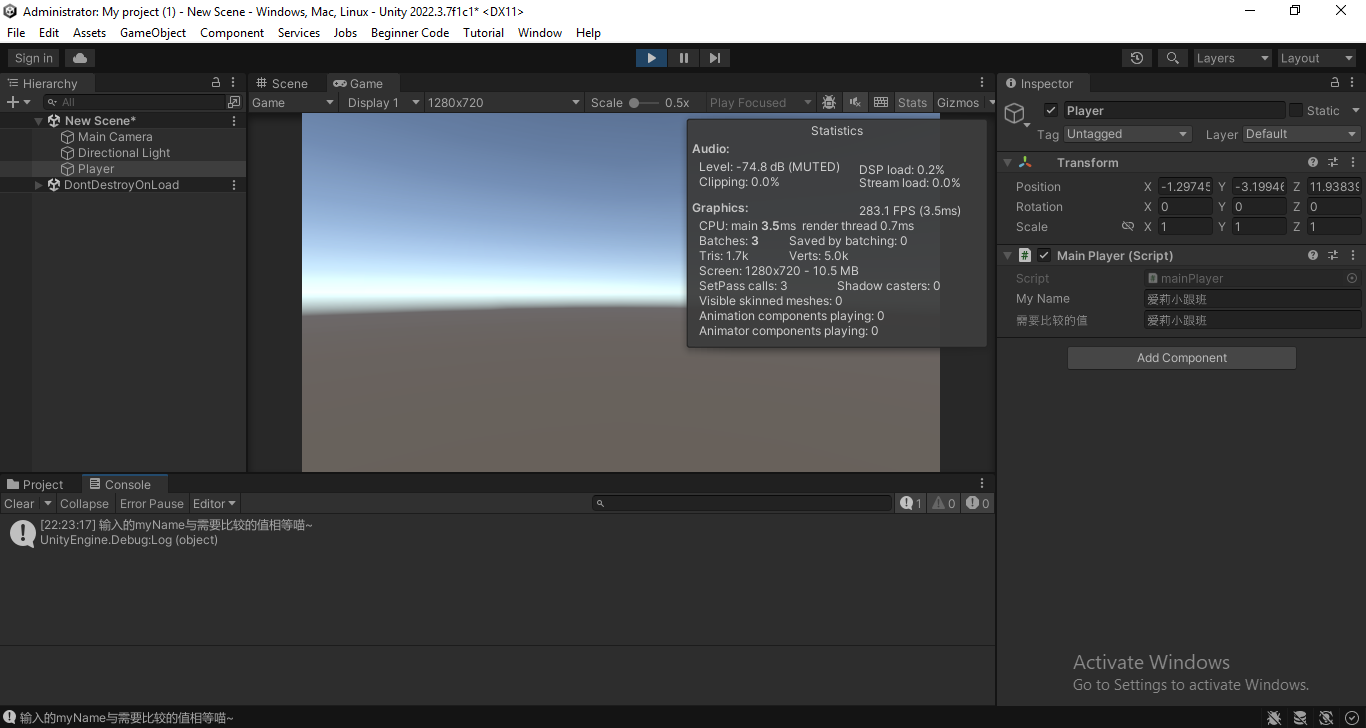 Administrator: My project (1) - New Scene - Windows, Mac, Linux - Unity 2022.3.7f1c1* <DX11>
File Edit Assets GameObject Component Services Jobs Beginner Code Tutorial Window Help
Sign in
Layers
Layout
Hierarchy
All
New Scene*
Main Camera
Directional Light
Player
DontDestroyOnLoad
Scene
Game
Game
Display 1
1280x720
Scale
0.5x
Play Focused
Stats
Gizmos
Statistics
Audio:
Level: -74.8 dB (MUTED)
DSP load: 0.2%
Clipping: 0.0%
Stream load: 0.0%
Graphics:
283.1 FPS (3.5ms)
CPU: main 3.5ms render thread 0.7ms
Batches: 3
Saved by batching: 0
Tris: 1.7k
Verts: 5.0k
Screen: 1280x720 - 10.5 MB
SetPass calls: 3
Shadow casters: 0
Visible skinned meshes: 0
Animation components playing: 0
Animator components playing: 0
Inspector
Player
Static
Tag Untagged
Layer Default
Transform
Position X -1.29745 Y -3.19946 Z 11.93839
Rotation X 0 Y 0 Z 0
Scale X 1 Y 1 Z 1
# Main Player (Script)
Script mainPlayer
My Name 爱莉小跟班
需要比较的值 爱莉小跟班
Add Component
Project
Console
Clear
Collapse
Error Pause
Editor
1
0
0
[22:23:17] 输入的myName与需要比较的值相等喵~
UnityEngine.Debug:Log (object)
Activate Windows
Go to Settings to activate Windows.
输入的myName与需要比较的值相等喵~